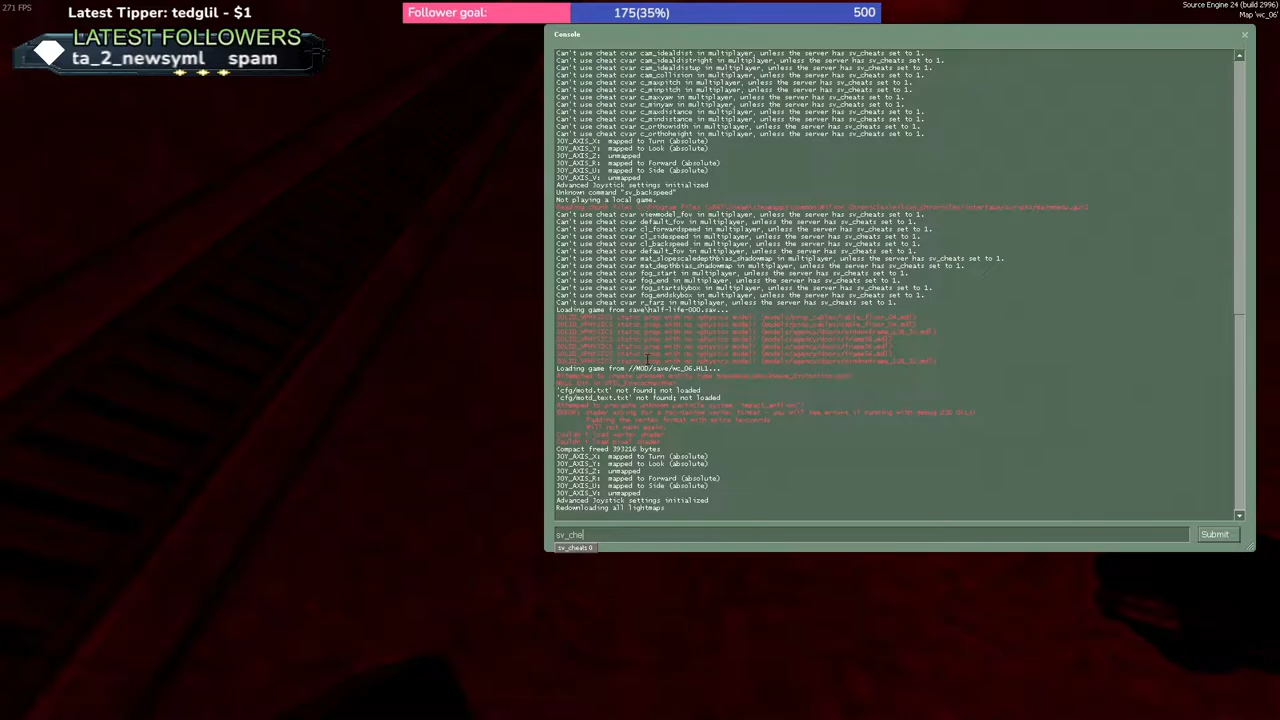 271 FPS
Latest Tipper: tedglil - $1
LATEST FOLLOWERS
ta_2_newsyml spam
Follower goal:
175(35%)
500
Source Engine 24 (build 2996)
Map 'wc_06'
Console
Can't use cheat cvar cam_idealdist in multiplayer, unless the server has sv_cheats set to 1.
Can't use cheat cvar cam_idealdistright in multiplayer, unless the server has sv_cheats set to 1.
Can't use cheat cvar cam_idealdistup in multiplayer, unless the server has sv_cheats set to 1.
Can't use cheat cvar cam_collision in multiplayer, unless the server has sv_cheats set to 1.
Can't use cheat cvar c_maxpitch in multiplayer, unless the server has sv_cheats set to 1.
Can't use cheat cvar c_minpitch in multiplayer, unless the server has sv_cheats set to 1.
Can't use cheat cvar c_maxyaw in multiplayer, unless the server has sv_cheats set to 1.
Can't use cheat cvar c_minyaw in multiplayer, unless the server has sv_cheats set to 1.
Can't use cheat cvar c_maxdistance in multiplayer, unless the server has sv_cheats set to 1.
Can't use cheat cvar c_mindistance in multiplayer, unless the server has sv_cheats set to 1.
Can't use cheat cvar c_orthowidth in multiplayer, unless the server has sv_cheats set to 1.
Can't use cheat cvar c_orthoheight in multiplayer, unless the server has sv_cheats set to 1.
JOY_AXIS_X: mapped to Turn (absolute)
JOY_AXIS_Y: mapped to Look (absolute)
JOY_AXIS_Z: unmapped
JOY_AXIS_R: mapped to Forward (absolute)
JOY_AXIS_U: mapped to Side (absolute)
JOY_AXIS_V: unmapped
Advanced Joystick settings initialized
Unknown command "sv_backspeed"
Not playing a local game.
Can't use cheat cvar viewmodel_fov in multiplayer, unless the server has sv_cheats set to 1.
Can't use cheat cvar default_fov in multiplayer, unless the server has sv_cheats set to 1.
Can't use cheat cvar cl_forwardspeed in multiplayer, unless the server has sv_cheats set to 1.
Can't use cheat cvar cl_sidespeed in multiplayer, unless the server has sv_cheats set to 1.
Can't use cheat cvar cl_backspeed in multiplayer, unless the server has sv_cheats set to 1.
Can't use cheat cvar default_fov in multiplayer, unless the server has sv_cheats set to 1.
Can't use cheat cvar mat_slopescaledepthbias_shadowmap in multiplayer, unless the server has sv_cheats set to 1.
Can't use cheat cvar mat_depthbias_shadowmap in multiplayer, unless the server has sv_cheats set to 1.
Can't use cheat cvar fog_start in multiplayer, unless the server has sv_cheats set to 1.
Can't use cheat cvar fog_end in multiplayer, unless the server has sv_cheats set to 1.
Can't use cheat cvar fog_startskybox in multiplayer, unless the server has sv_cheats set to 1.
Can't use cheat cvar fog_endskybox in multiplayer, unless the server has sv_cheats set to 1.
Can't use cheat cvar r_farz in multiplayer, unless the server has sv_cheats set to 1.
Loading game from save\half-life-000.sav...
Loading game from //MOD/save/wc_06.HL1...
'cfg/motd.txt' not found; not loaded
'cfg/motd_text.txt' not found; not loaded
Compact freed 393216 bytes
JOY_AXIS_X: mapped to Turn (absolute)
JOY_AXIS_Y: mapped to Look (absolute)
JOY_AXIS_Z: unmapped
JOY_AXIS_R: mapped to Forward (absolute)
JOY_AXIS_U: mapped to Side (absolute)
JOY_AXIS_V: unmapped
Advanced Joystick settings initialized
Redownloading all lightmaps
sv_che
Submit
sv_cheats 0